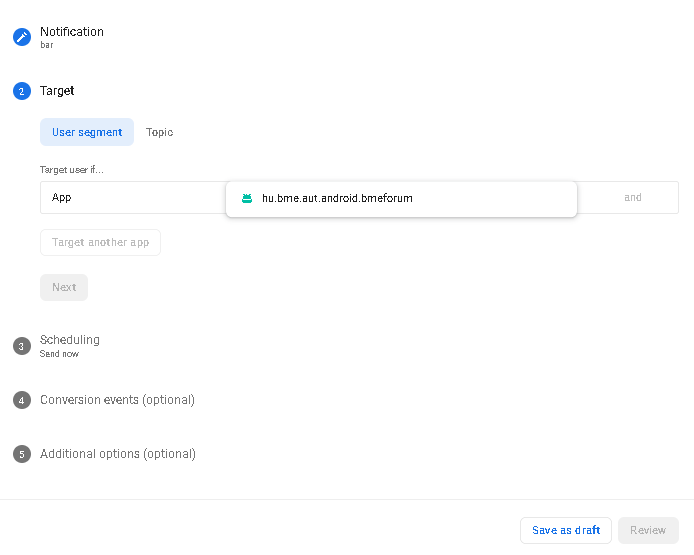 Notification
bar
2 Target
User segment Topic
Target user if...
App hu.bme.aut.android.bmeforum and
Target another app
Next
3 Scheduling
Send now
4 Conversion events (optional)
5 Additional options (optional)
Save as draft Review